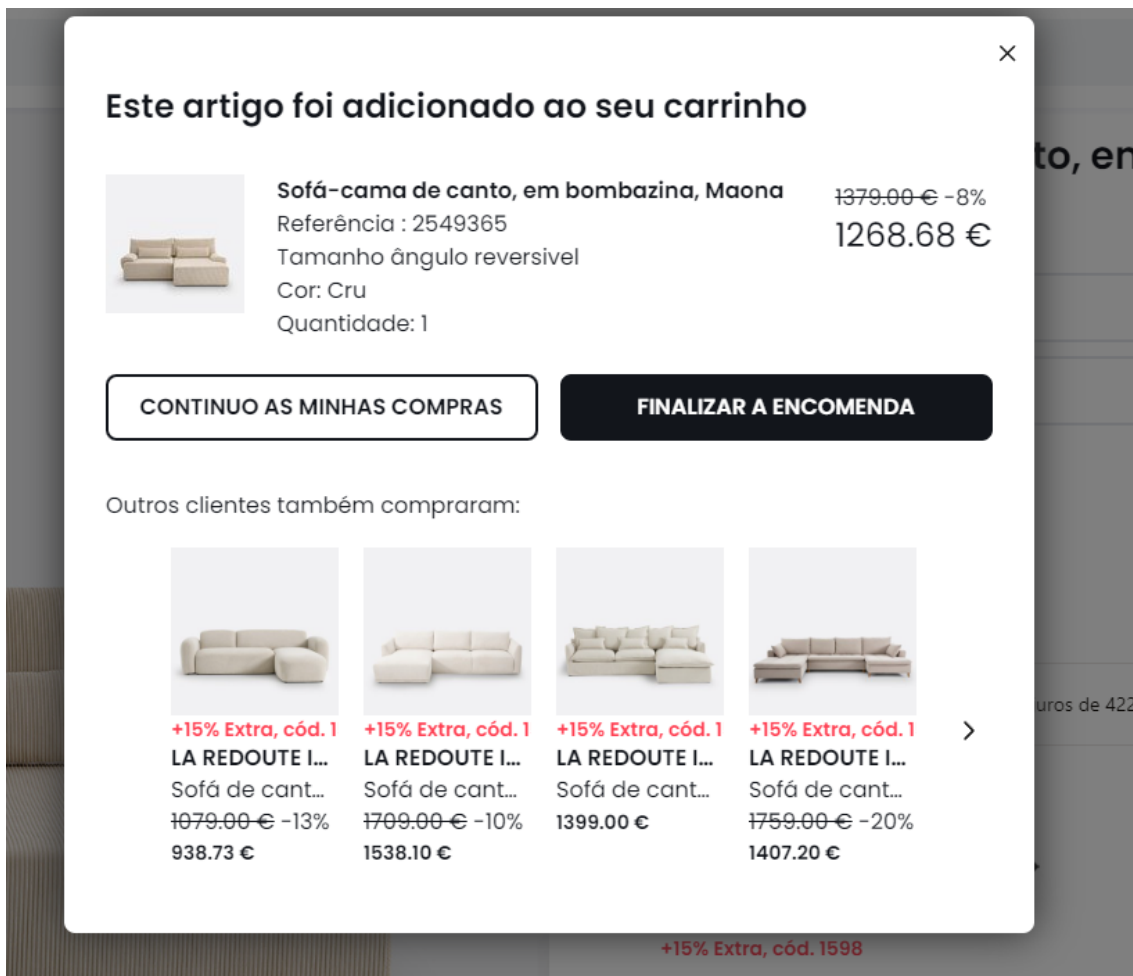 Este artigo foi adicionado ao seu carrinho
Sofá-cama de canto, em bombazina, Maona
Referência : 2549365
Tamanho ângulo reversivel
Cor: Cru
Quantidade: 1
1379.00 € -8%
1268.68 €
CONTINUO AS MINHAS COMPRAS
FINALIZAR A ENCOMENDA
Outros clientes também compraram:
+15% Extra, cód. 1
LA REDOUTE I...
Sofá de cant...
1079.00 € -13%
938.73 €
+15% Extra, cód. 1
LA REDOUTE I...
Sofá de cant...
1709.00 € -10%
1538.10 €
+15% Extra, cód. 1
LA REDOUTE I...
Sofá de cant...
1399.00 €
+15% Extra, cód. 1
LA REDOUTE I...
Sofá de cant...
1759.00 € -20%
1407.20 €
to, en
uros de 422
+15% Extra, cód. 1598